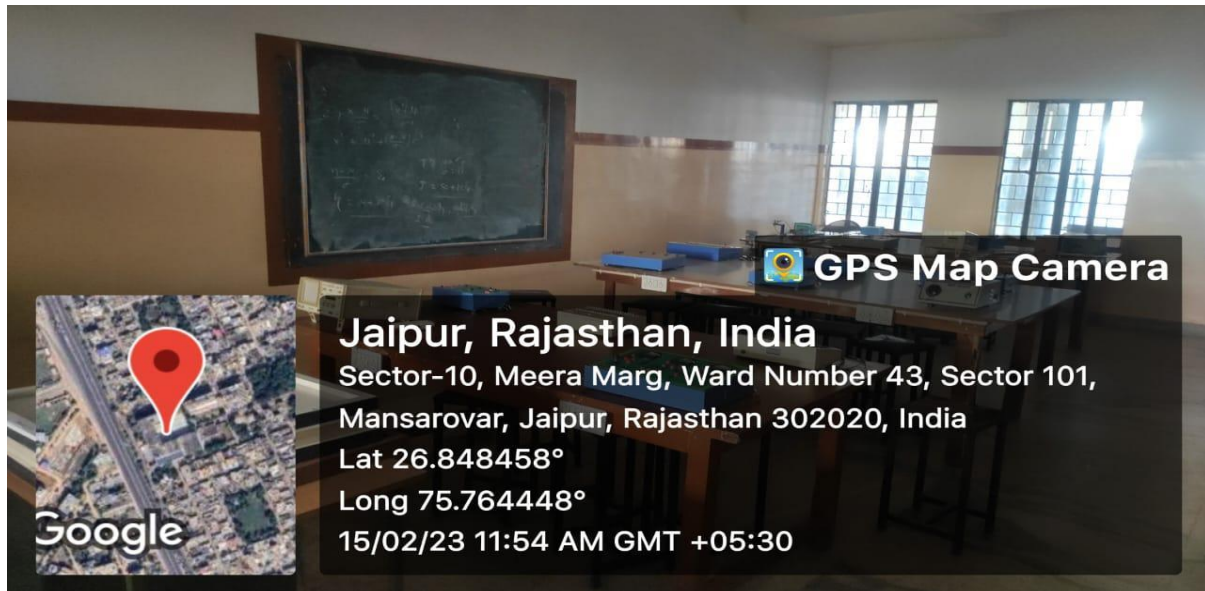 GPS Map Camera
Jaipur, Rajasthan, India
Sector-10, Meera Marg, Ward Number 43, Sector 101,
Mansarovar, Jaipur, Rajasthan 302020, India
Lat 26.848458°
Long 75.764448°
15/02/23 11:54 AM GMT +05:30
Google